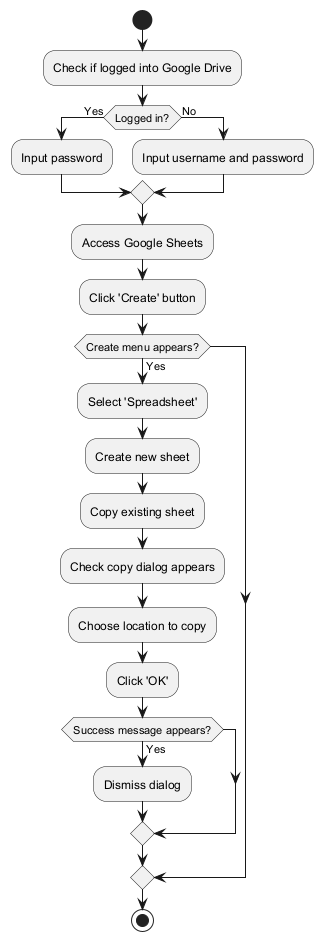 Check if logged into Google Drive
Yes
Logged in?
No
Input password
Input username and password
Access Google Sheets
Click 'Create' button
Create menu appears?
Yes
Select 'Spreadsheet'
Create new sheet
Copy existing sheet
Check copy dialog appears
Choose location to copy
Click 'OK'
Success message appears?
Yes
Dismiss dialog